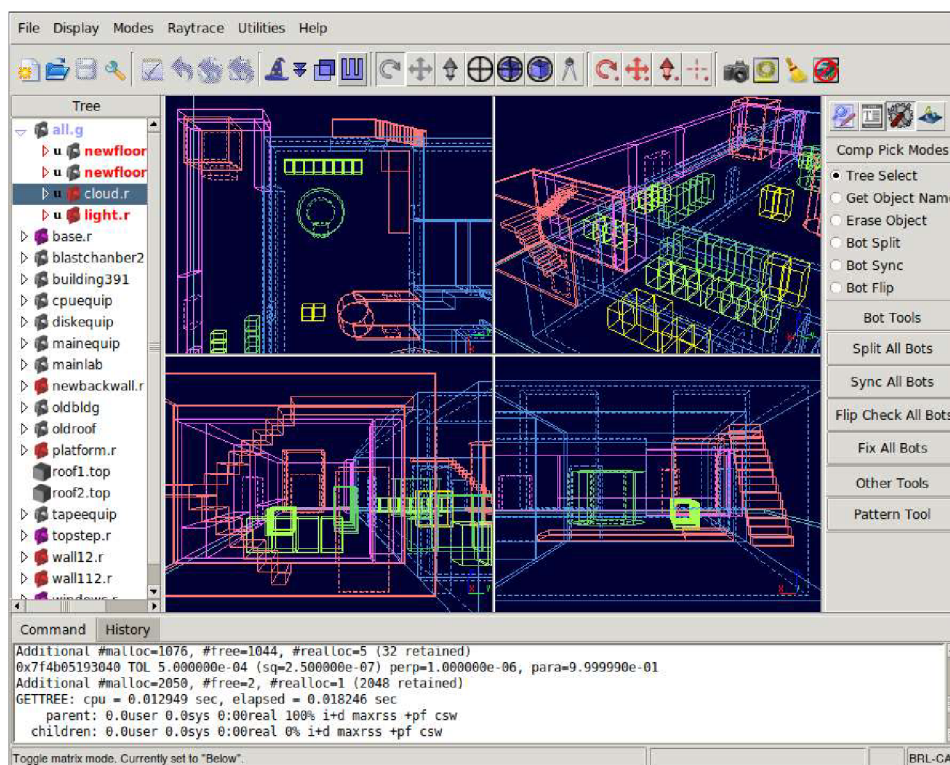 File Display Modes Raytrace Utilities Help
Tree
all.g
u newfloor
u newfloor
u cloud.r
u light.r
base.r
blastchanber2
building391
cpuequip
diskequip
mainequip
mainlab
newbackwall.r
oldbldg
oldroof
platform.r
roof1.top
roof2.top
tapeequip
topstep.r
wall12.r
wall112.r
windows.r
Comp Pick Modes
Tree Select
Get Object Name
Erase Object
Bot Split
Bot Sync
Bot Flip
Bot Tools
Split All Bots
Sync All Bots
Flip Check All Bots
Fix All Bots
Other Tools
Pattern Tool
Command History
Additional #malloc=1076, #free=1044, #realloc=5 (32 retained)
0x7f4b05193040 TOL 5.000000e-04 (sq=2.500000e-07) perp=1.000000e-06, para=9.999990e-01
Additional #malloc=2050, #free=2, #realloc=1 (2048 retained)
GETTREE: cpu = 0.012949 sec, elapsed = 0.018246 sec
parent: 0.0user 0.0sys 0:00real 100% i+d maxrss +pf csw
children: 0.0user 0.0sys 0:00real 0% i+d maxrss +pf csw
Toggle matrix mode. Currently set to "Below".
BRL-CA